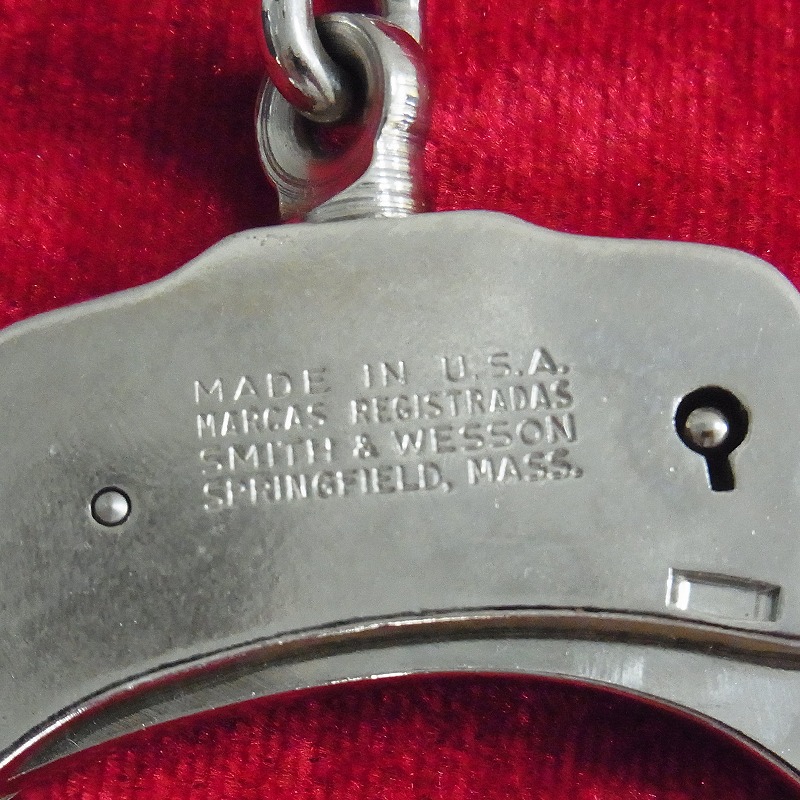 MADE IN U.S.A.
MARCAS REGISTRADAS
SMITH & WESSON
SPRINGFIELD, MASS.